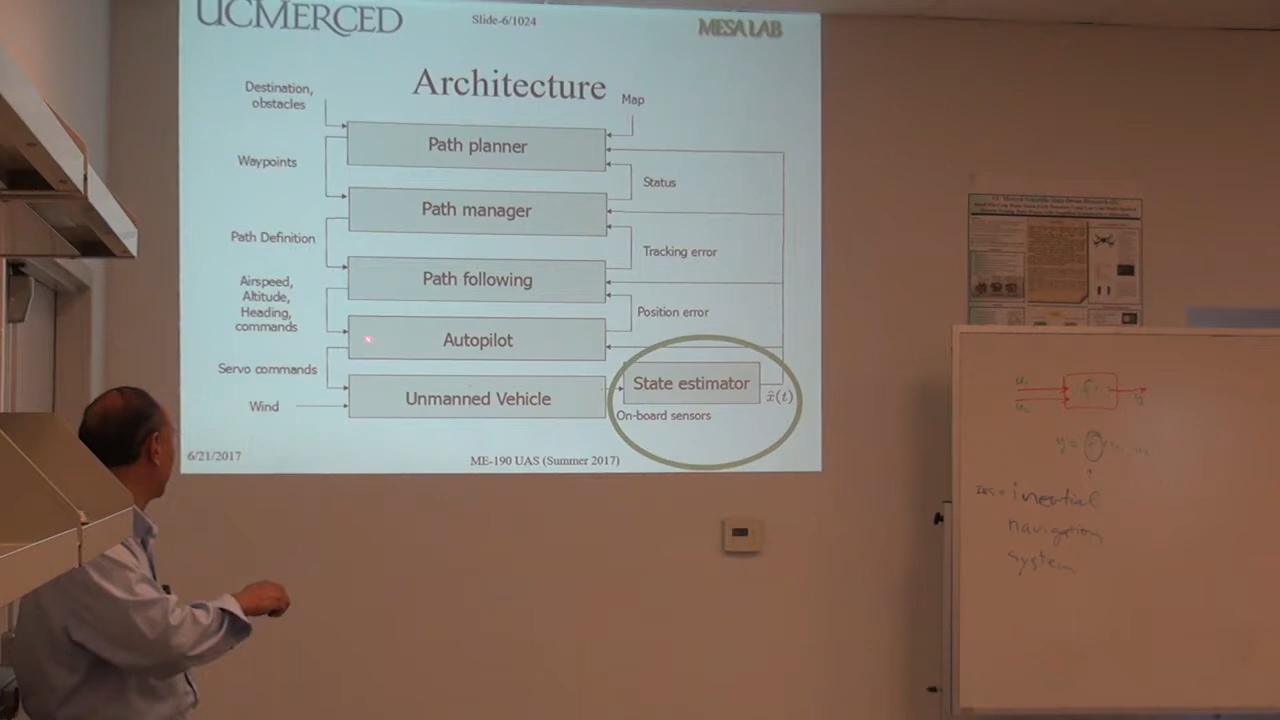 UCMERCED
Slide-6/1024
MESA LAB
Architecture
Destination,
obstacles
Map
Path planner
Waypoints
Status
Path manager
Path Definition
Tracking error
Path following
Airspeed,
Altitude,
Heading,
commands
Position error
Autopilot
Servo commands
State estimator
Unmanned Vehicle
x̂(t)
Wind
On-board sensors
6/21/2017
ME-190 UAS (Summer 2017)
inertial
navigation
system